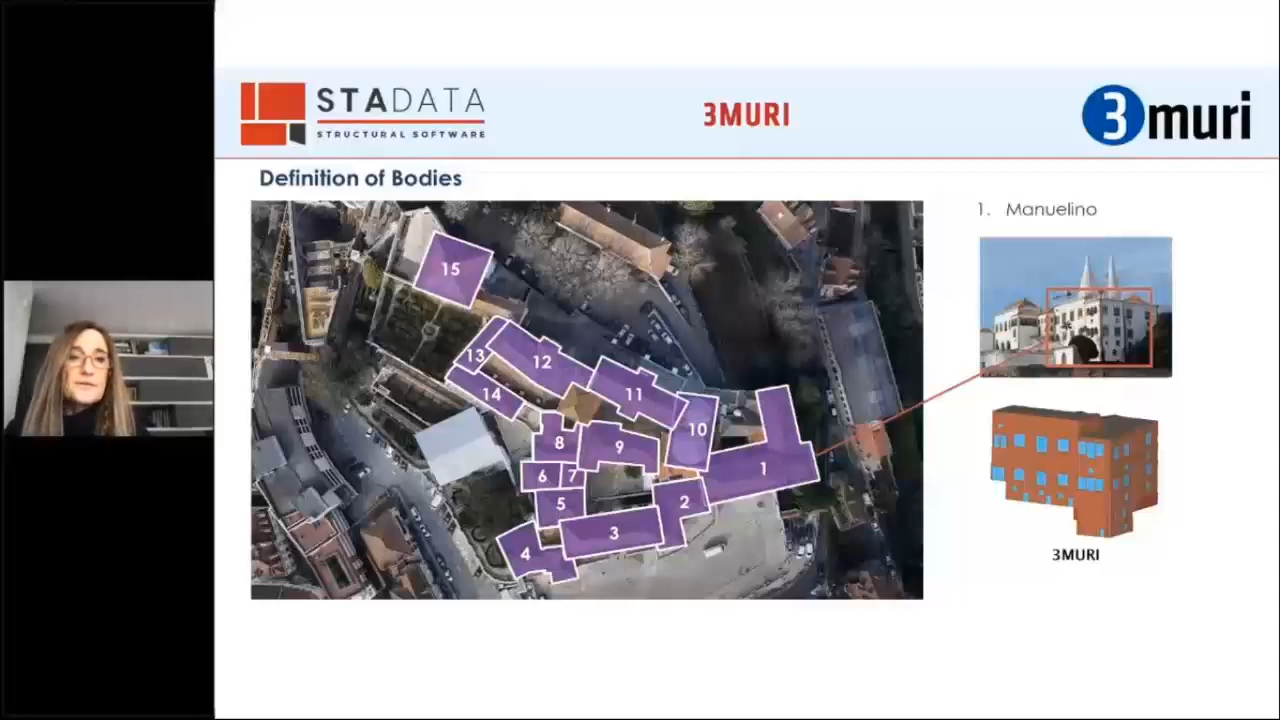 STADATA
STRUCTURAL SOFTWARE
3MURI
3muri
Definition of Bodies
1. Manuelino
15
13
12
14
11
10
8
9
6
7
1
5
2
3
4
3MURI